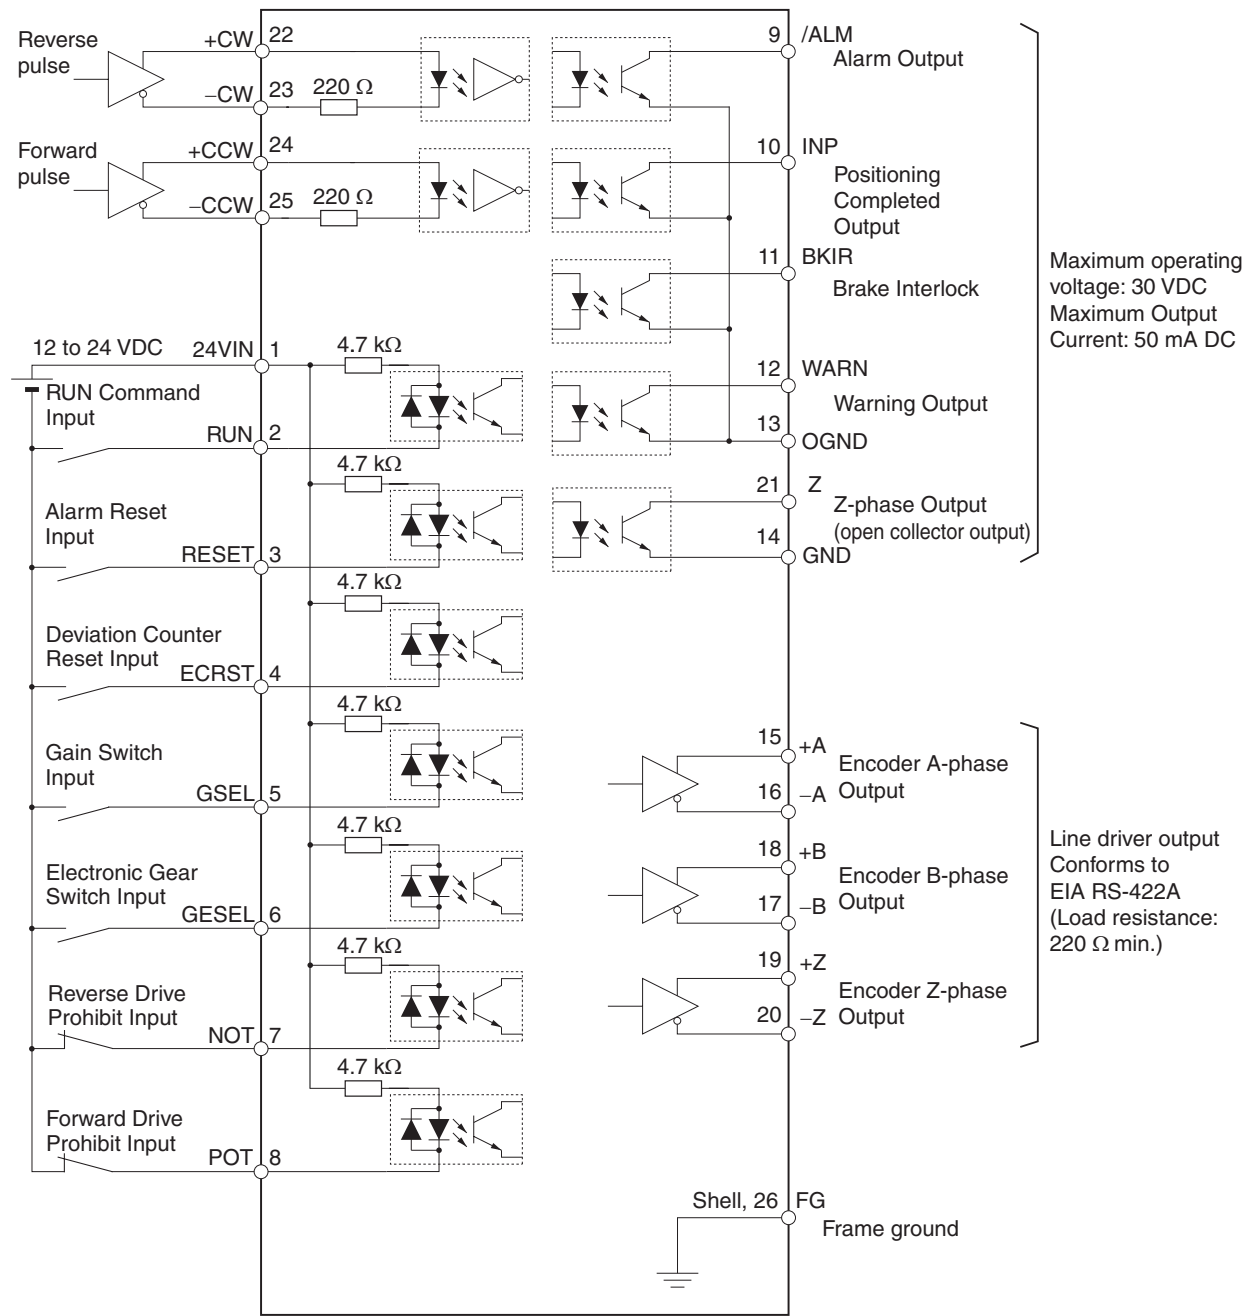 Reverse
pulse
+CW 22
−CW 23 220 Ω
Forward
pulse
+CCW 24
−CCW 25 220 Ω
12 to 24 VDC 24VIN 1 4.7 kΩ
RUN Command
Input
RUN 2
4.7 kΩ
Alarm Reset
Input
RESET 3
4.7 kΩ
Deviation Counter
Reset Input
ECRST 4
4.7 kΩ
Gain Switch
Input
GSEL 5
4.7 kΩ
Electronic Gear
Switch Input
GESEL 6
4.7 kΩ
Reverse Drive
Prohibit Input
NOT 7
4.7 kΩ
Forward Drive
Prohibit Input
POT 8
9 /ALM
Alarm Output
10 INP
Positioning
Completed
Output
11 BKIR
Brake Interlock
12 WARN
Warning Output
13 OGND
21 Z
Z-phase Output
(open collector output)
14 GND
Maximum operating
voltage: 30 VDC
Maximum Output
Current: 50 mA DC
15 +A
Encoder A-phase
Output
16 −A
18 +B
Encoder B-phase
Output
17 −B
19 +Z
Encoder Z-phase
Output
20 −Z
Line driver output
Conforms to
EIA RS-422A
(Load resistance:
220 Ω min.)
Shell, 26 FG
Frame ground